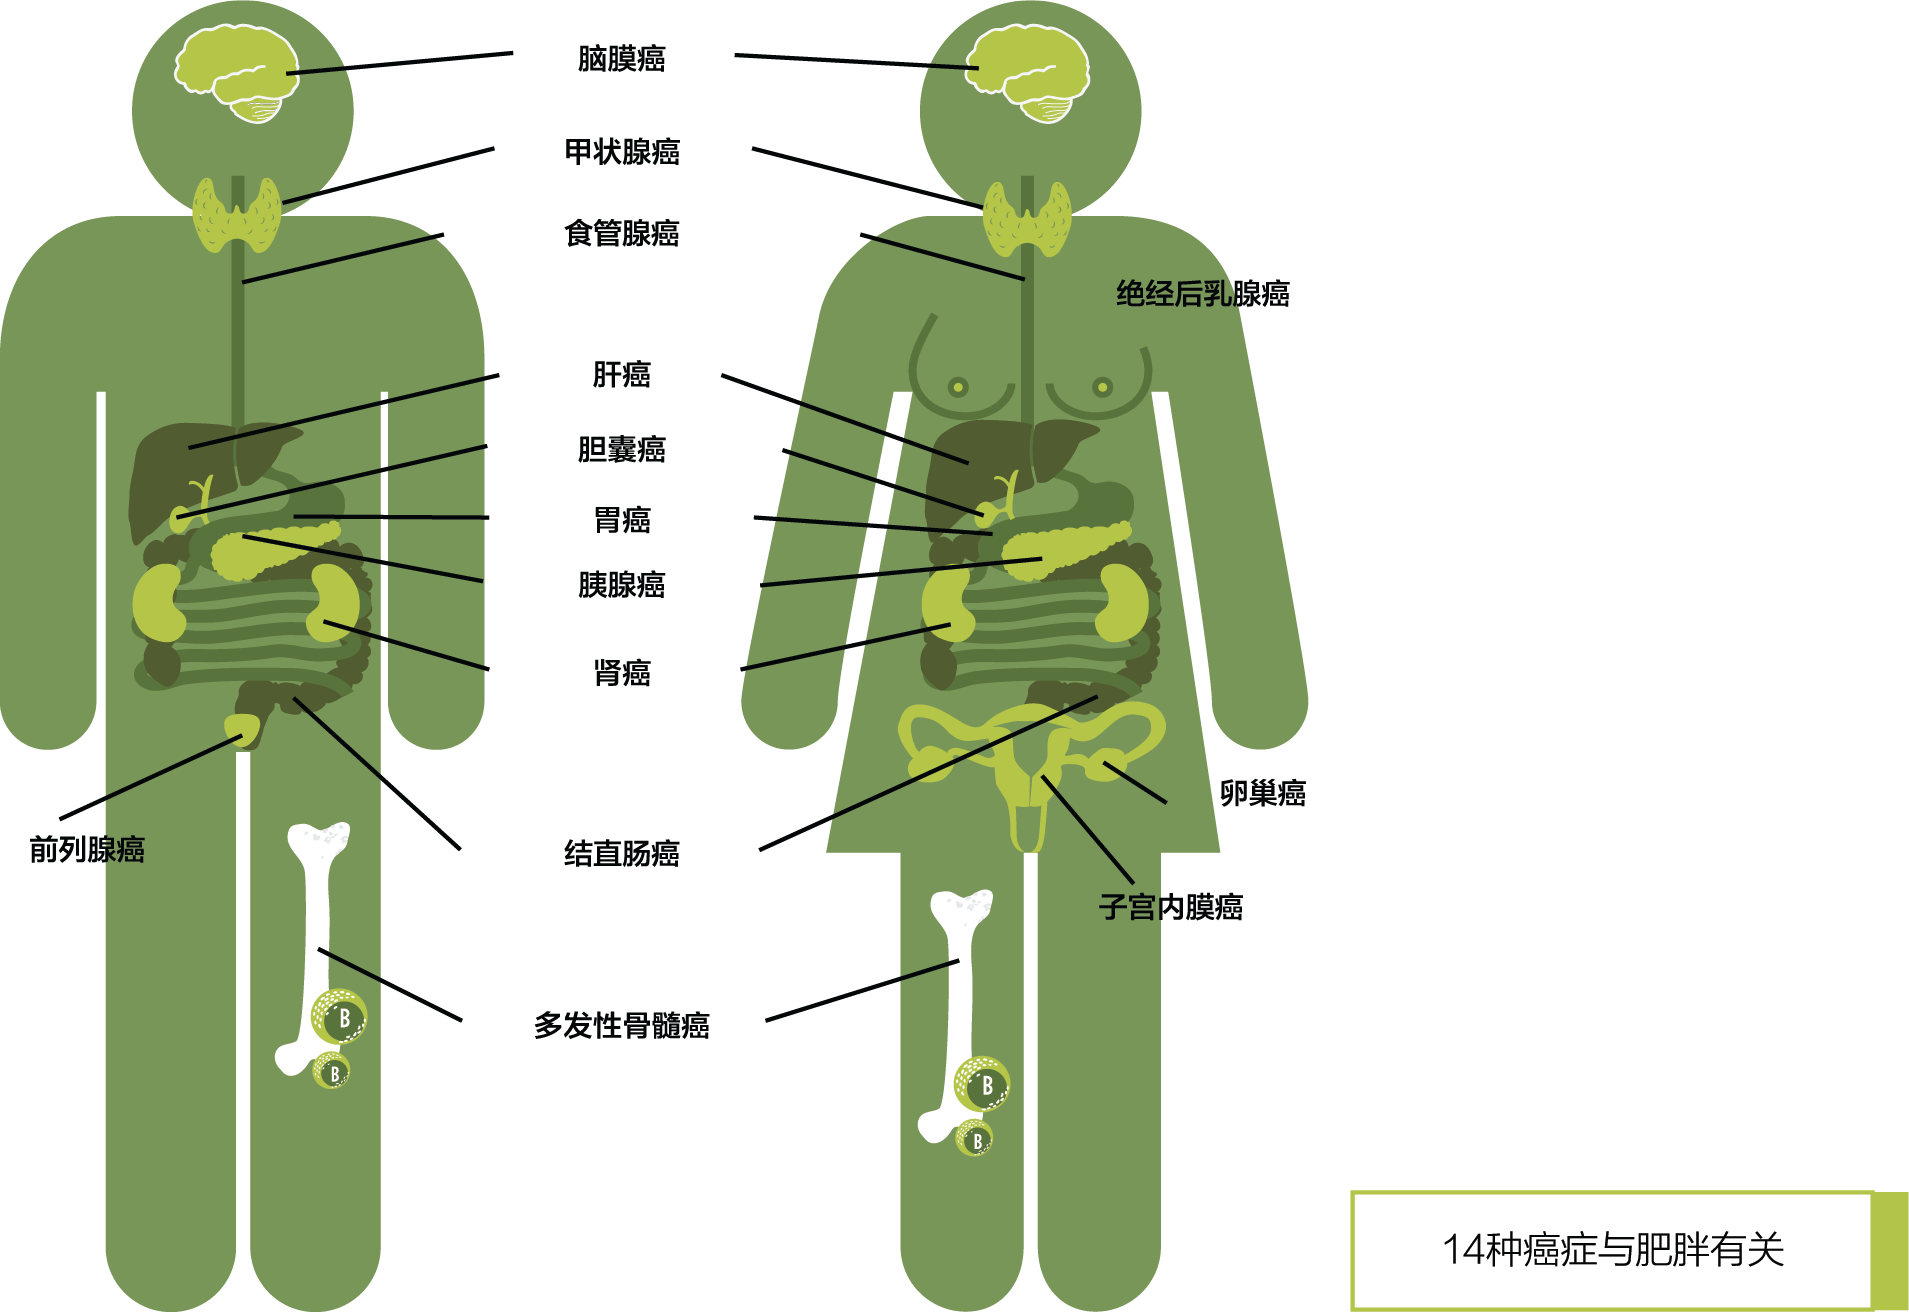 脑膜癌
甲状腺癌
食管腺癌
绝经后乳腺癌
肝癌
胆囊癌
胃癌
胰腺癌
肾癌
卵巢癌
前列腺癌
结直肠癌
子宫内膜癌
多发性骨髓癌
B
B
B
B
14种癌症与肥胖有关